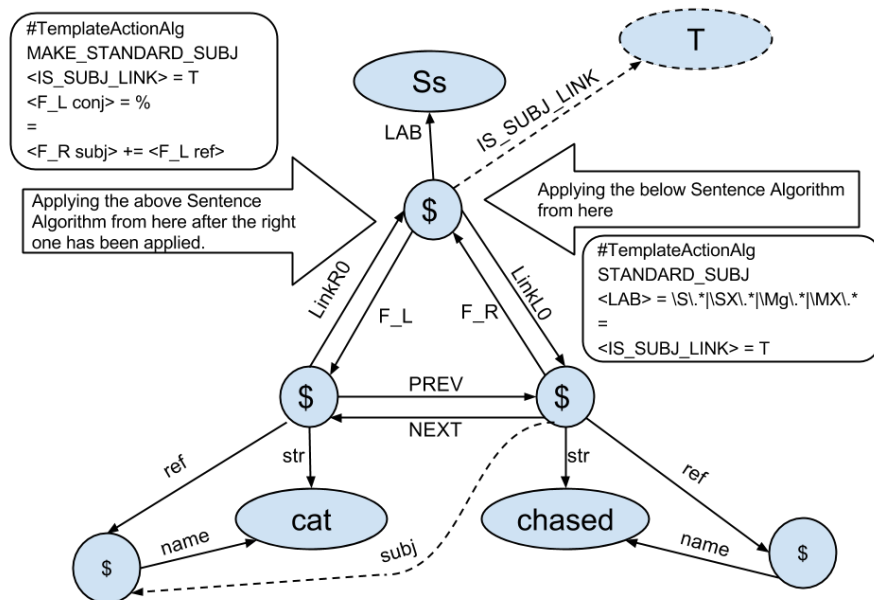 #TemplateActionAlg
MAKE_STANDARD_SUBJ
<IS_SUBJ_LINK> = T
<F_L conj> = %
=
<F_R subj> += <F_L ref>
T
Ss
IS_SUBJ_LINK
LAB
Applying the above Sentence
Algorithm from here after the right
one has been applied.
$
Applying the below Sentence Algorithm
from here
#TemplateActionAlg
STANDARD_SUBJ
<LAB> = \S\.*|\SX\.*|\Mg\.*|\MX\.*
=
<IS_SUBJ_LINK> = T
LinkR0
F_L
F_R
LinkL0
$
PREV
NEXT
$
ref
str
str
ref
cat
chased
$
name
subj
name
$